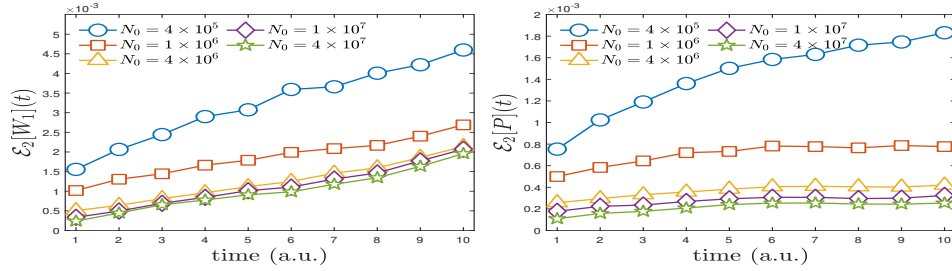 ×10⁻³
5
4.5
4
3.5
3
2.5
2
1.5
1
0.5
0
1 2 3 4 5 6 7 8 9 10
time (a.u.)
ℰ₂[W₁](t)
N₀ = 4 × 10⁵
N₀ = 1 × 10⁶
N₀ = 4 × 10⁶
N₀ = 1 × 10⁷
N₀ = 4 × 10⁷
×10⁻³
2
1.8
1.6
1.4
1.2
1
0.8
0.6
0.4
0.2
0
1 2 3 4 5 6 7 8 9 10
time (a.u.)
ℰ₂[P](t)
N₀ = 4 × 10⁵
N₀ = 1 × 10⁶
N₀ = 4 × 10⁶
N₀ = 1 × 10⁷
N₀ = 4 × 10⁷